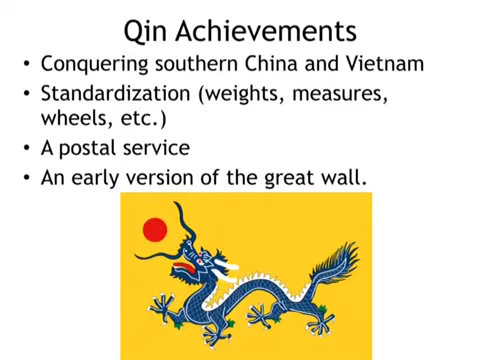 Qin Achievements
• Conquering southern China and Vietnam
• Standardization (weights, measures,
wheels, etc.)
• A postal service
• An early version of the great wall.